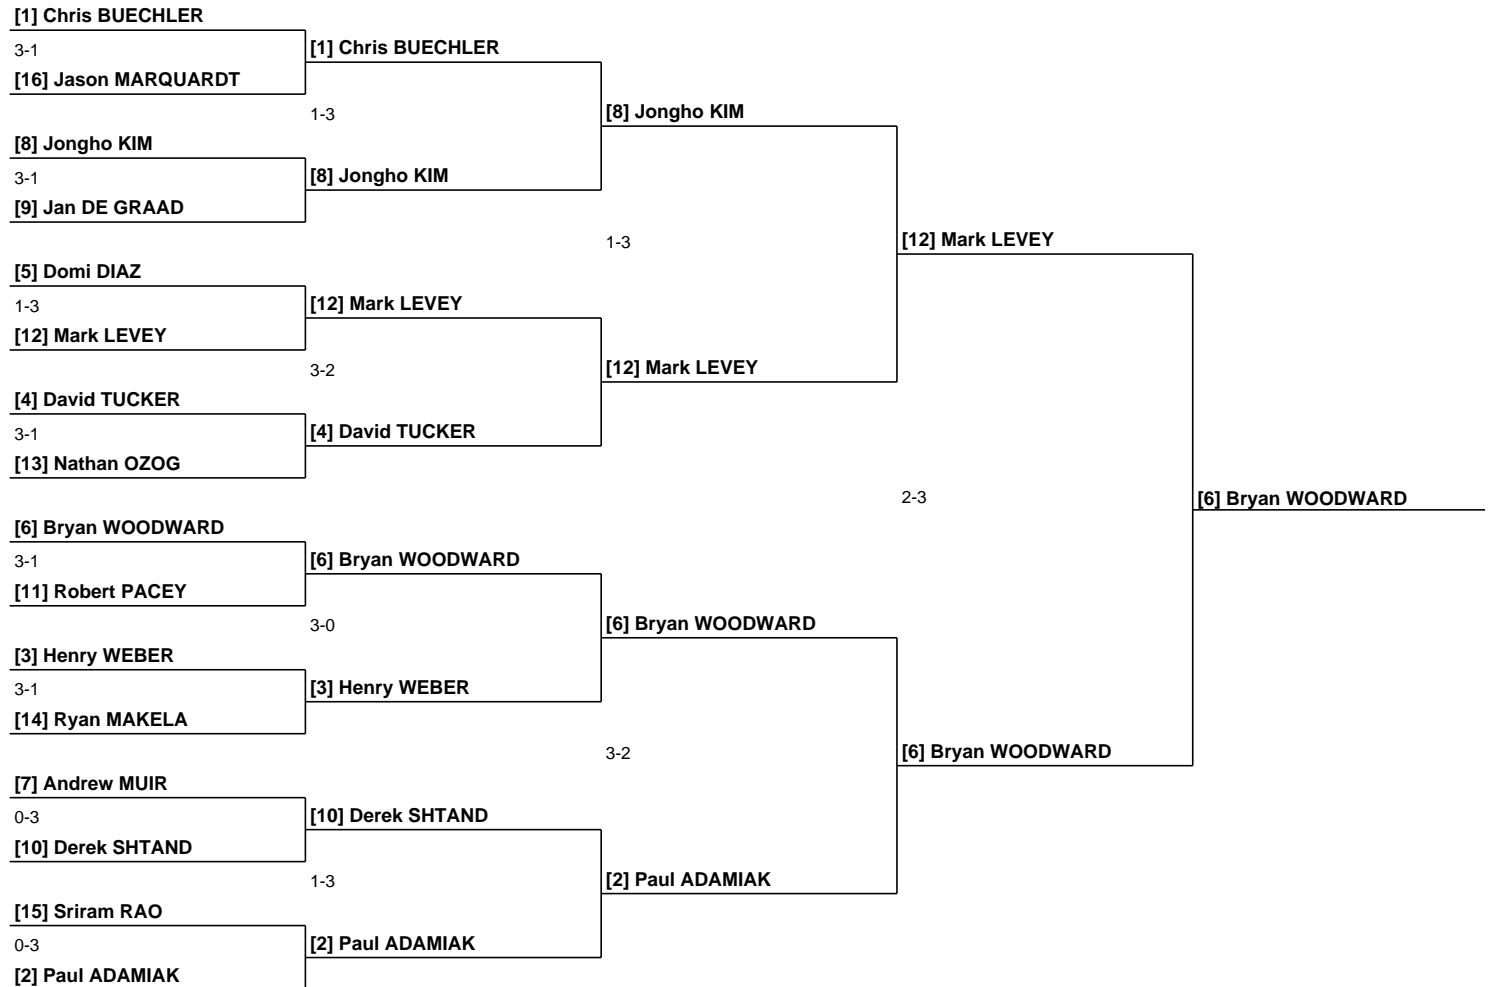 [1] Chris BUECHLER
3-1
[1] Chris BUECHLER
[16] Jason MARQUARDT
1-3
[8] Jongho KIM
[8] Jongho KIM
3-1
[8] Jongho KIM
[9] Jan DE GRAAD
1-3
[12] Mark LEVEY
[5] Domi DIAZ
1-3
[12] Mark LEVEY
[12] Mark LEVEY
3-2
[12] Mark LEVEY
[4] David TUCKER
3-1
[4] David TUCKER
[13] Nathan OZOG
2-3
[6] Bryan WOODWARD
[6] Bryan WOODWARD
3-1
[6] Bryan WOODWARD
[11] Robert PACEY
3-0
[6] Bryan WOODWARD
[3] Henry WEBER
3-1
[3] Henry WEBER
[14] Ryan MAKELA
3-2
[6] Bryan WOODWARD
[7] Andrew MUIR
0-3
[10] Derek SHTAND
[10] Derek SHTAND
1-3
[2] Paul ADAMIAK
[15] Sriram RAO
0-3
[2] Paul ADAMIAK
[2] Paul ADAMIAK